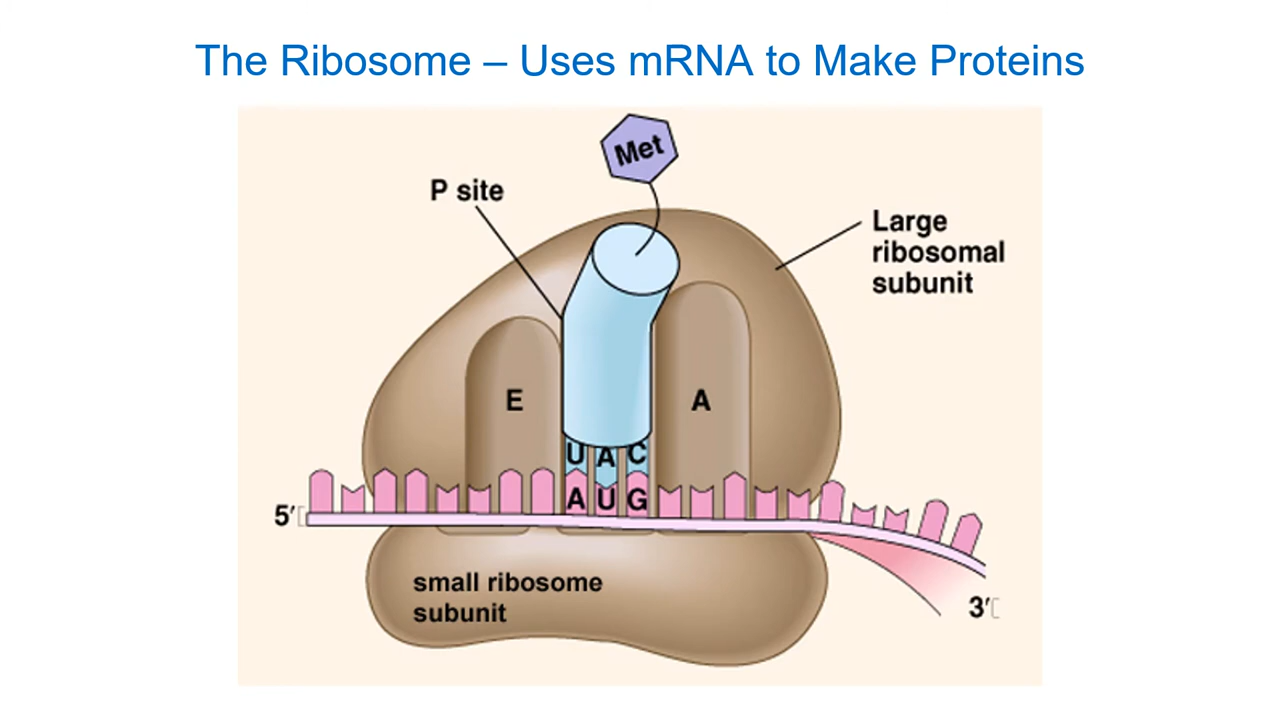 The Ribosome – Uses mRNA to Make Proteins
Met
P site
Large
ribosomal
subunit
E
A
U A C
A U G
5′
small ribosome
subunit
3′